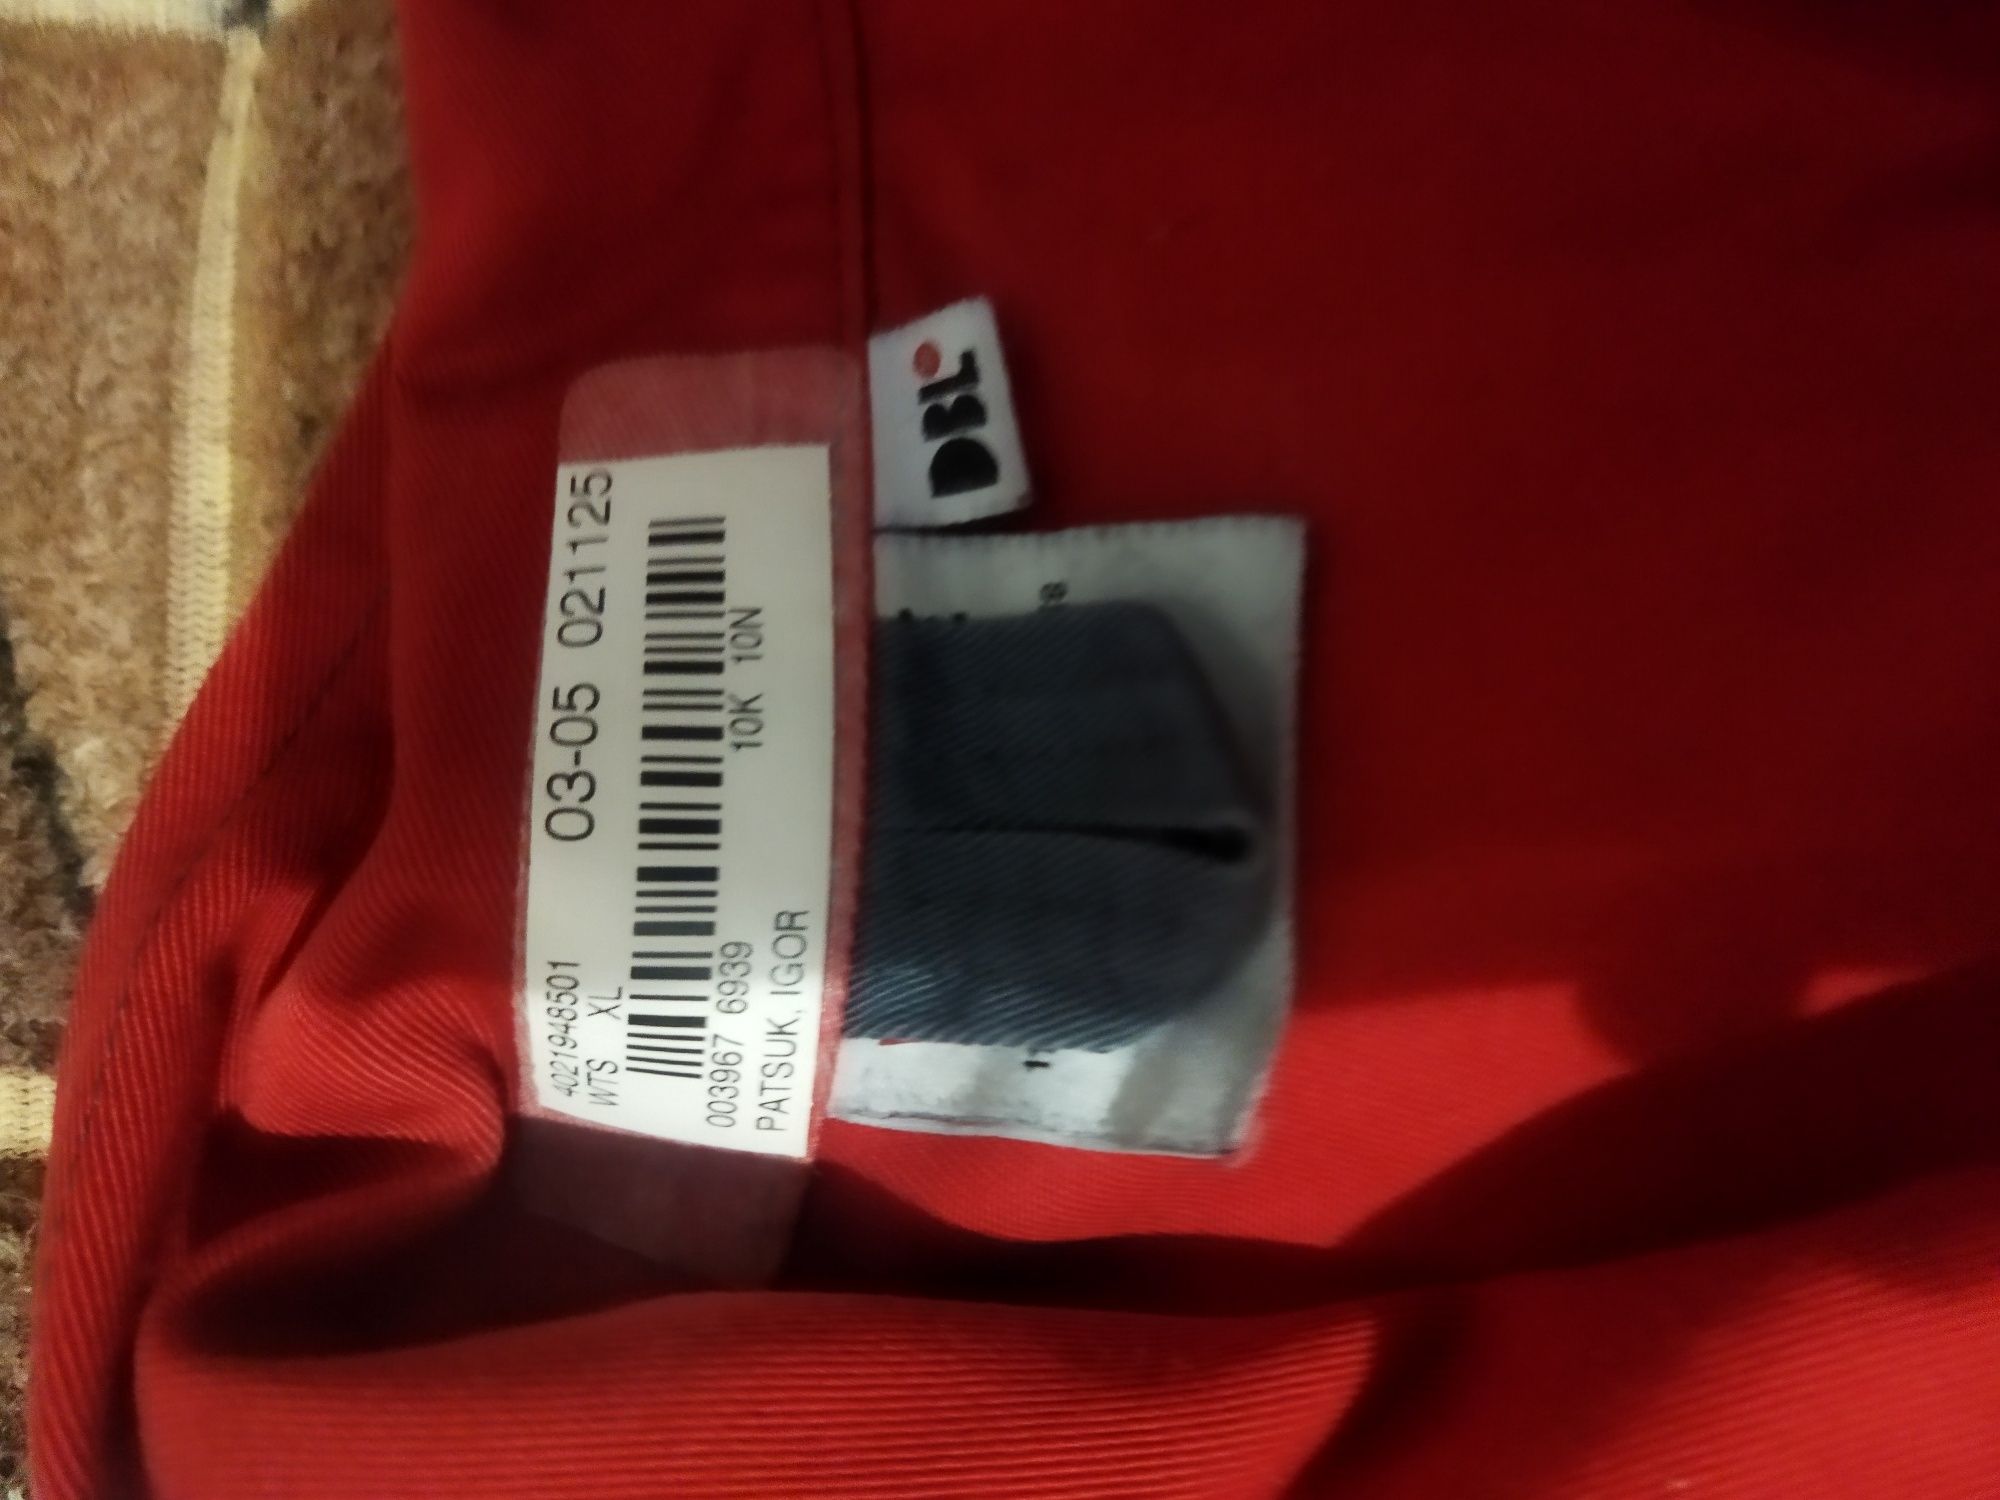 4021948501 03-05 021125
WTS XL
003967 6939 10K 10N
PATSUK, IGOR
DBL